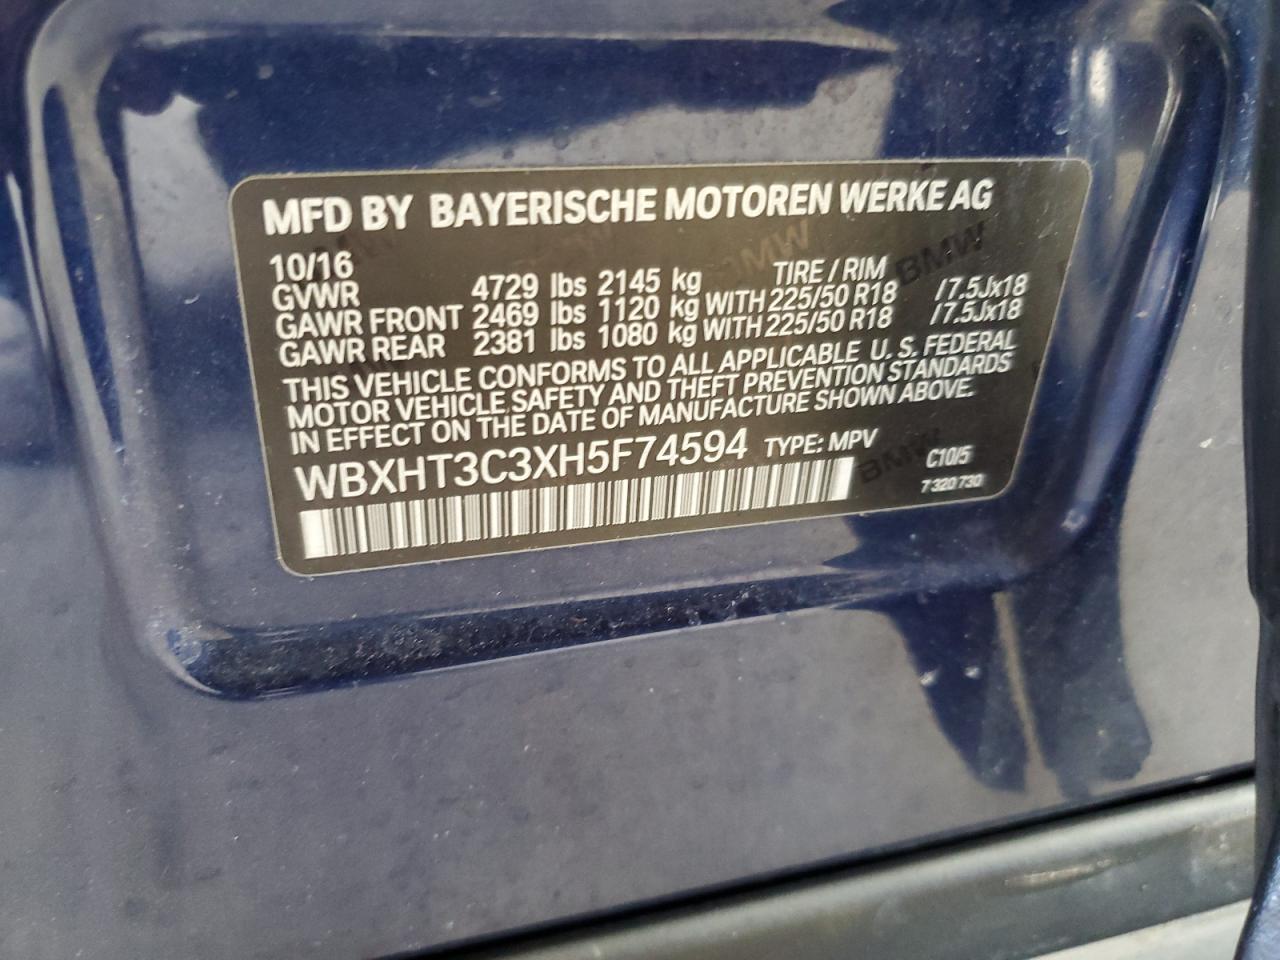 MFD BY BAYERISCHE MOTOREN WERKE AG
10/16 TIRE / RIM
GVWR 4729 lbs 2145 kg
GAWR FRONT 2469 lbs 1120 kg WITH 225/50 R18 /7.5Jx18
GAWR REAR 2381 lbs 1080 kg WITH 225/50 R18 /7.5Jx18
THIS VEHICLE CONFORMS TO ALL APPLICABLE U. S. FEDERAL
MOTOR VEHICLE SAFETY AND THEFT PREVENTION STANDARDS
IN EFFECT ON THE DATE OF MANUFACTURE SHOWN ABOVE.
WBXHT3C3XH5F74594 TYPE: MPV C10/5
7 320 730
BMW
BMW
BMW